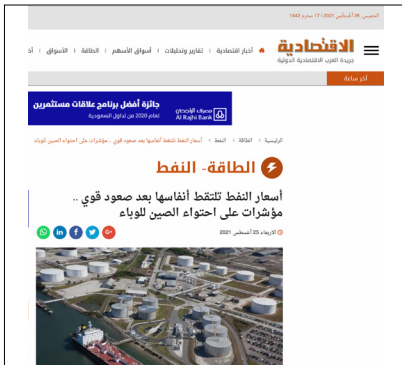 الخميس, 26 أغسطس 2021 | 17 محرم 1443
الاقتصادية
جريدة العرب الاقتصادية الدولية
أخبار اقتصادية | تقارير وتحليلات | أسواق الأسهم | الطاقة | الأسواق |
آخر ساعة
جائزة أفضل برنامج علاقات مستثمرين
لعام 2020 من تداول السعودية
مصرف الراجحي
Al Rajhi Bank
الرئيسية > الطاقة > النفط > أسعار النفط تلتقط أنفاسها بعد صعود قوي .. مؤشرات على احتواء الصين للوباء
الطاقة- النفط
أسعار النفط تلتقط أنفاسها بعد صعود قوي ..
مؤشرات على احتواء الصين للوباء
الاربعاء 25 أغسطس 2021